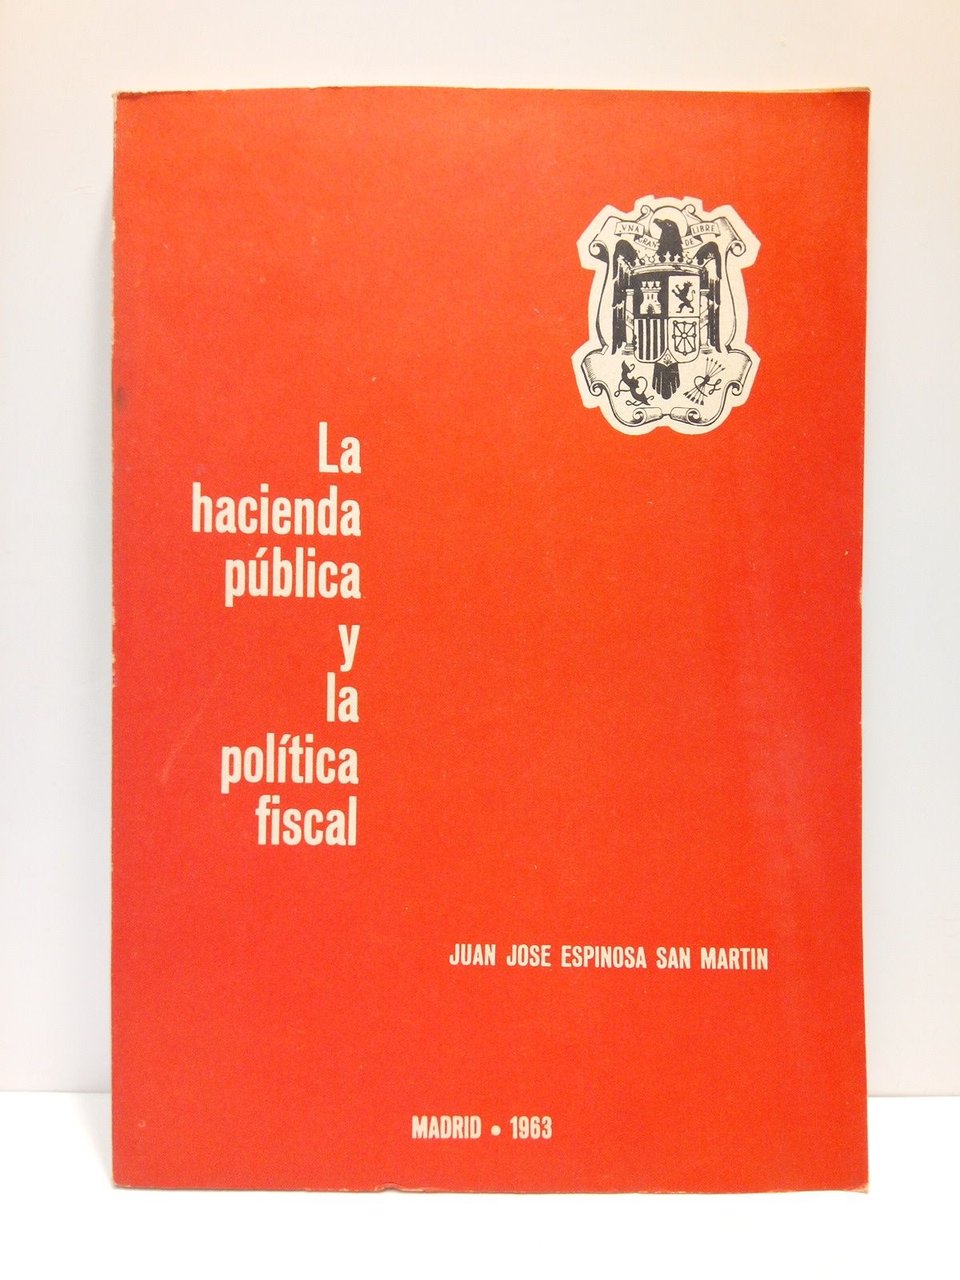 VNA GRANDE LIBRE
La
hacienda
pública
y
la
política
fiscal
JUAN JOSE ESPINOSA SAN MARTIN
MADRID • 1963